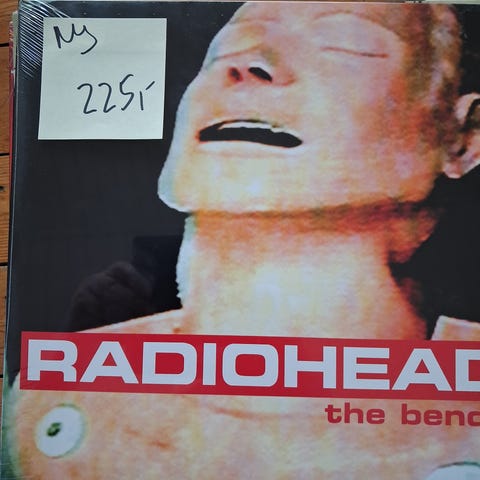 Ny
225,-
RADIOHEAD
the bend